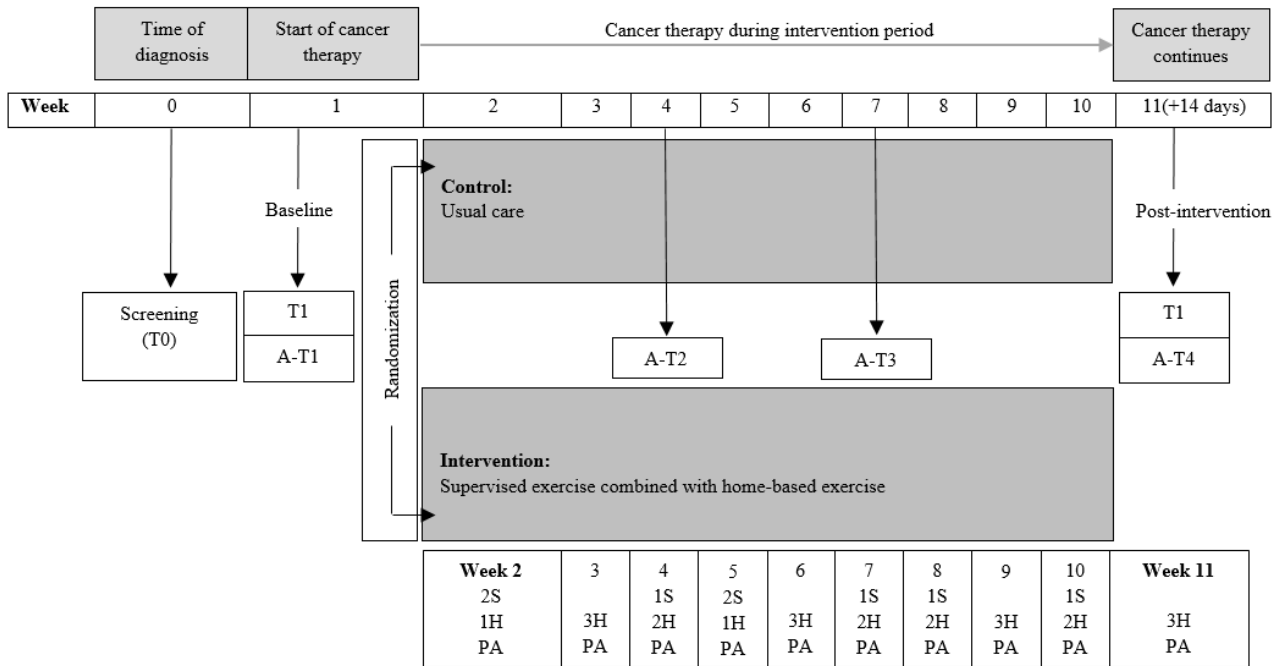 Time of
diagnosis
Start of cancer
therapy
Cancer therapy during intervention period
Cancer therapy
continues
Week 0 1 2 3 4 5 6 7 8 9 10 11(+14 days)
Control:
Usual care
Baseline
Post-intervention
Randomization
Screening
(T0)
T1
A-T1
A-T2
A-T3
T1
A-T4
Intervention:
Supervised exercise combined with home-based exercise
Week 2 3 4 5 6 7 8 9 10 Week 11
2S 1S 2S 1S 1S 1S
1H 3H 2H 1H 3H 2H 2H 3H 2H 3H
PA PA PA PA PA PA PA PA PA PA